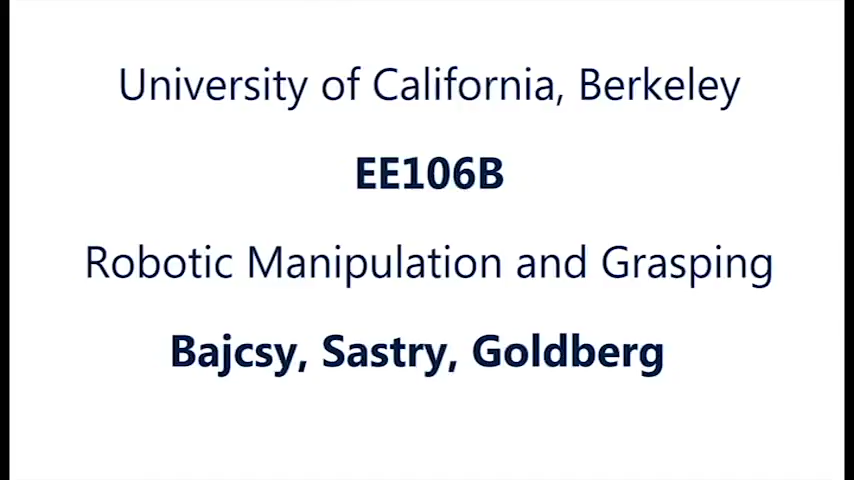 University of California, Berkeley
EE106B
Robotic Manipulation and Grasping
Bajcsy, Sastry, Goldberg